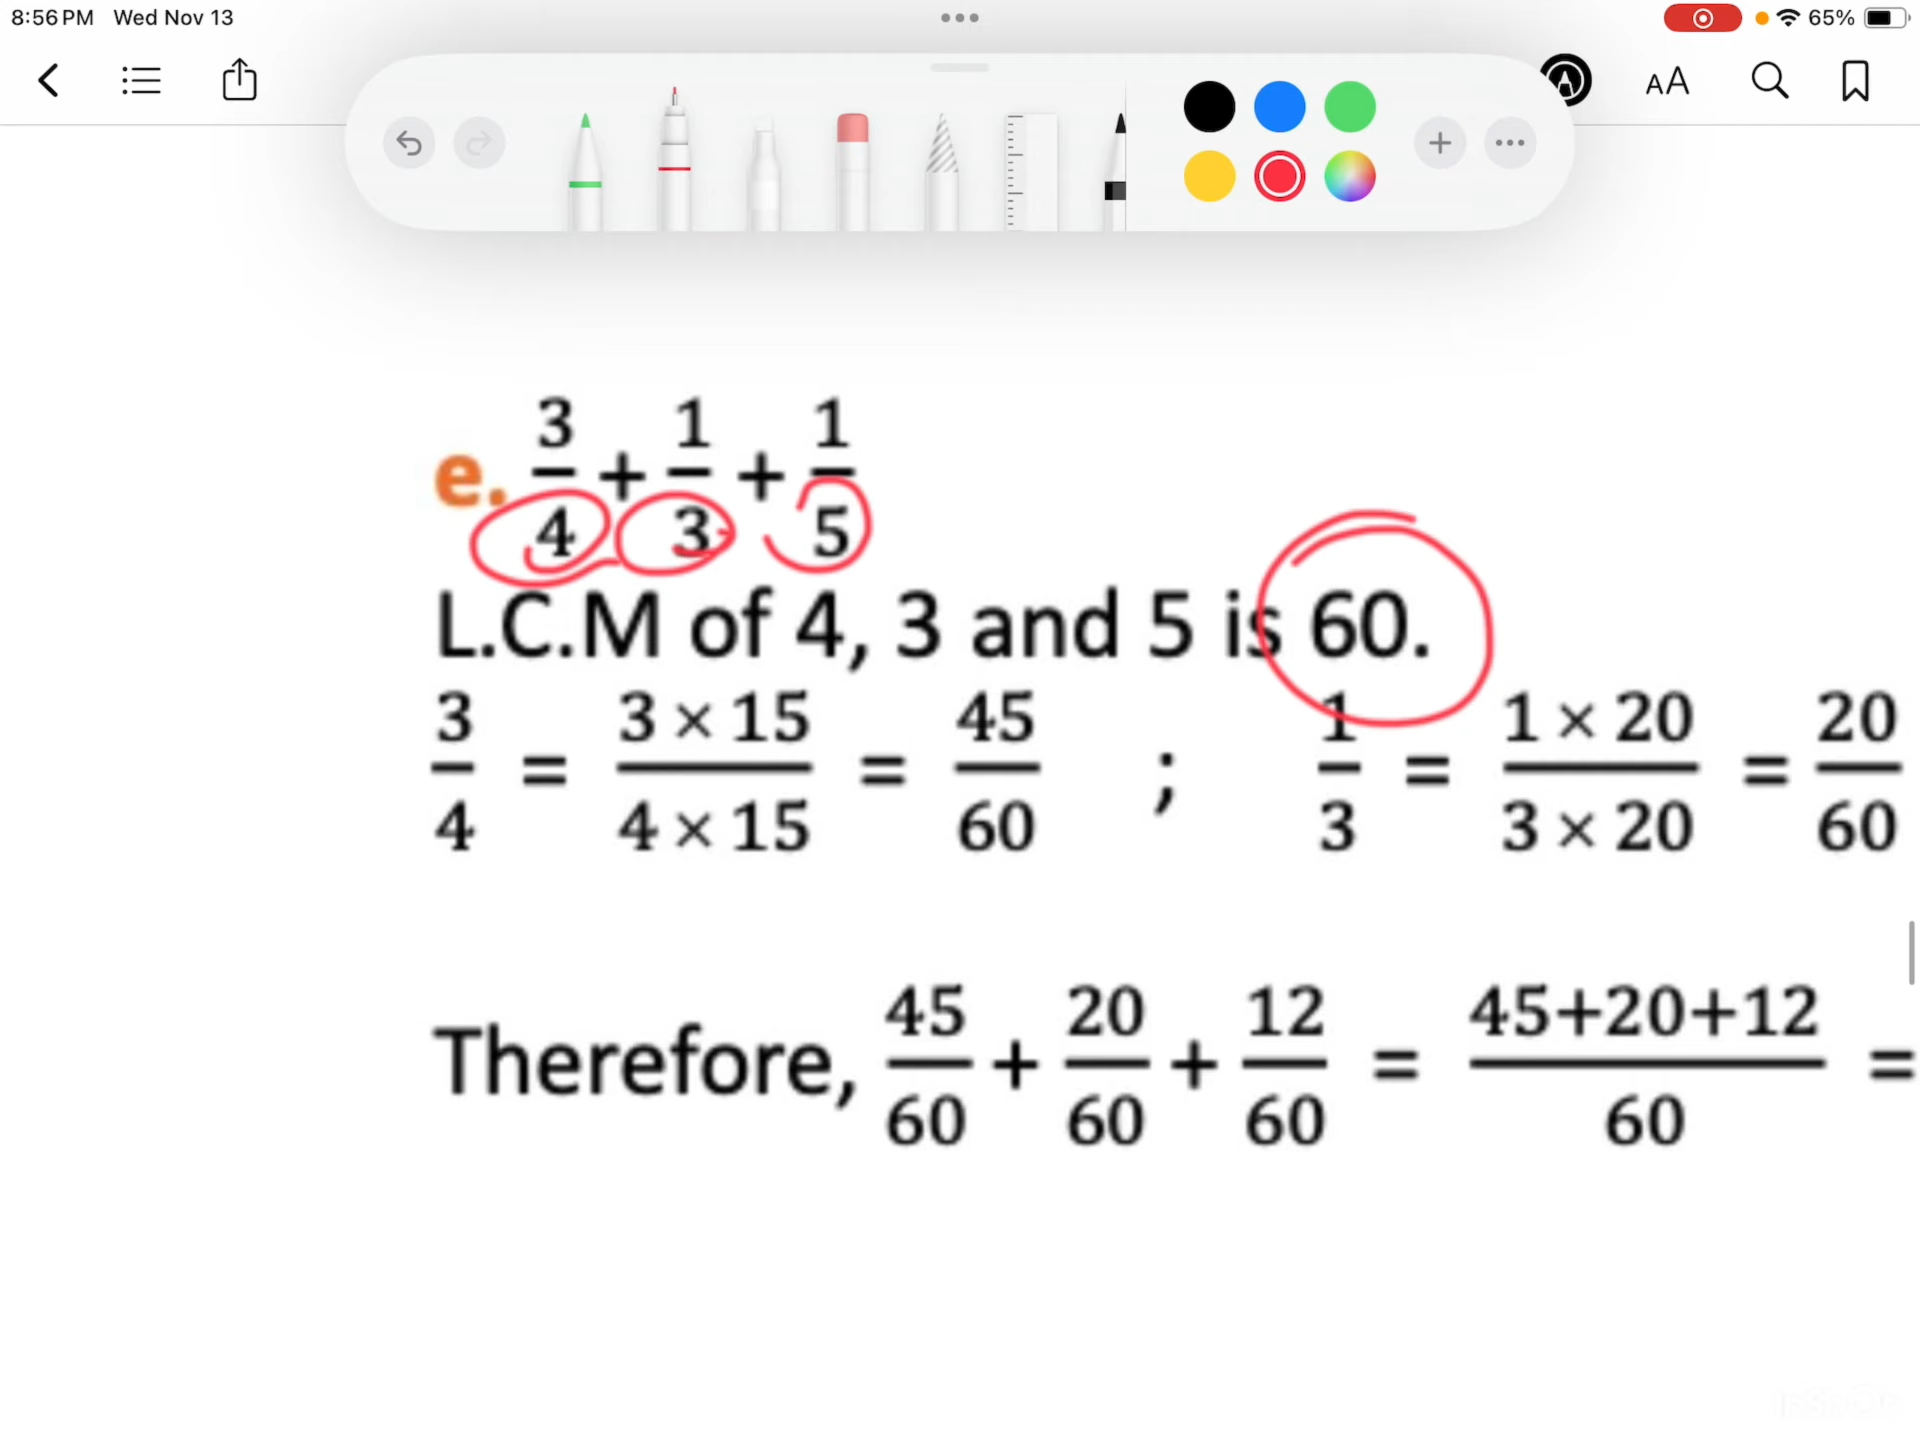 8:56 PM Wed Nov 13 65%
AA
e. 3/4 + 1/3 + 1/5
L.C.M of 4, 3 and 5 is 60.
3/4 = 3 × 15/4 × 15 = 45/60 ; 1/3 = 1 × 20/3 × 20 = 20/60
Therefore, 45/60 + 20/60 + 12/60 = 45+20+12/60 =